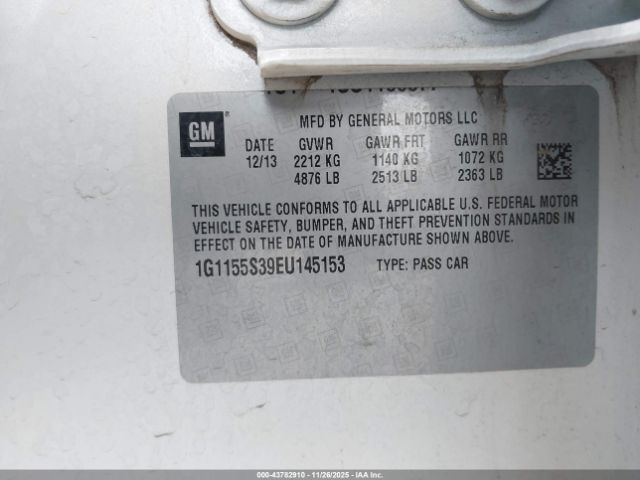 GM
MFD BY GENERAL MOTORS LLC
DATE GVWR GAWR FRT GAWR RR
12/13 2212 KG 1140 KG 1072 KG
4876 LB 2513 LB 2363 LB
THIS VEHICLE CONFORMS TO ALL APPLICABLE U.S. FEDERAL MOTOR
VEHICLE SAFETY, BUMPER, AND THEFT PREVENTION STANDARDS IN
EFFECT ON THE DATE OF MANUFACTURE SHOWN ABOVE.
1G1155S39EU145153 TYPE: PASS CAR
000-43782910 - 11/26/2025 - IAA Inc.